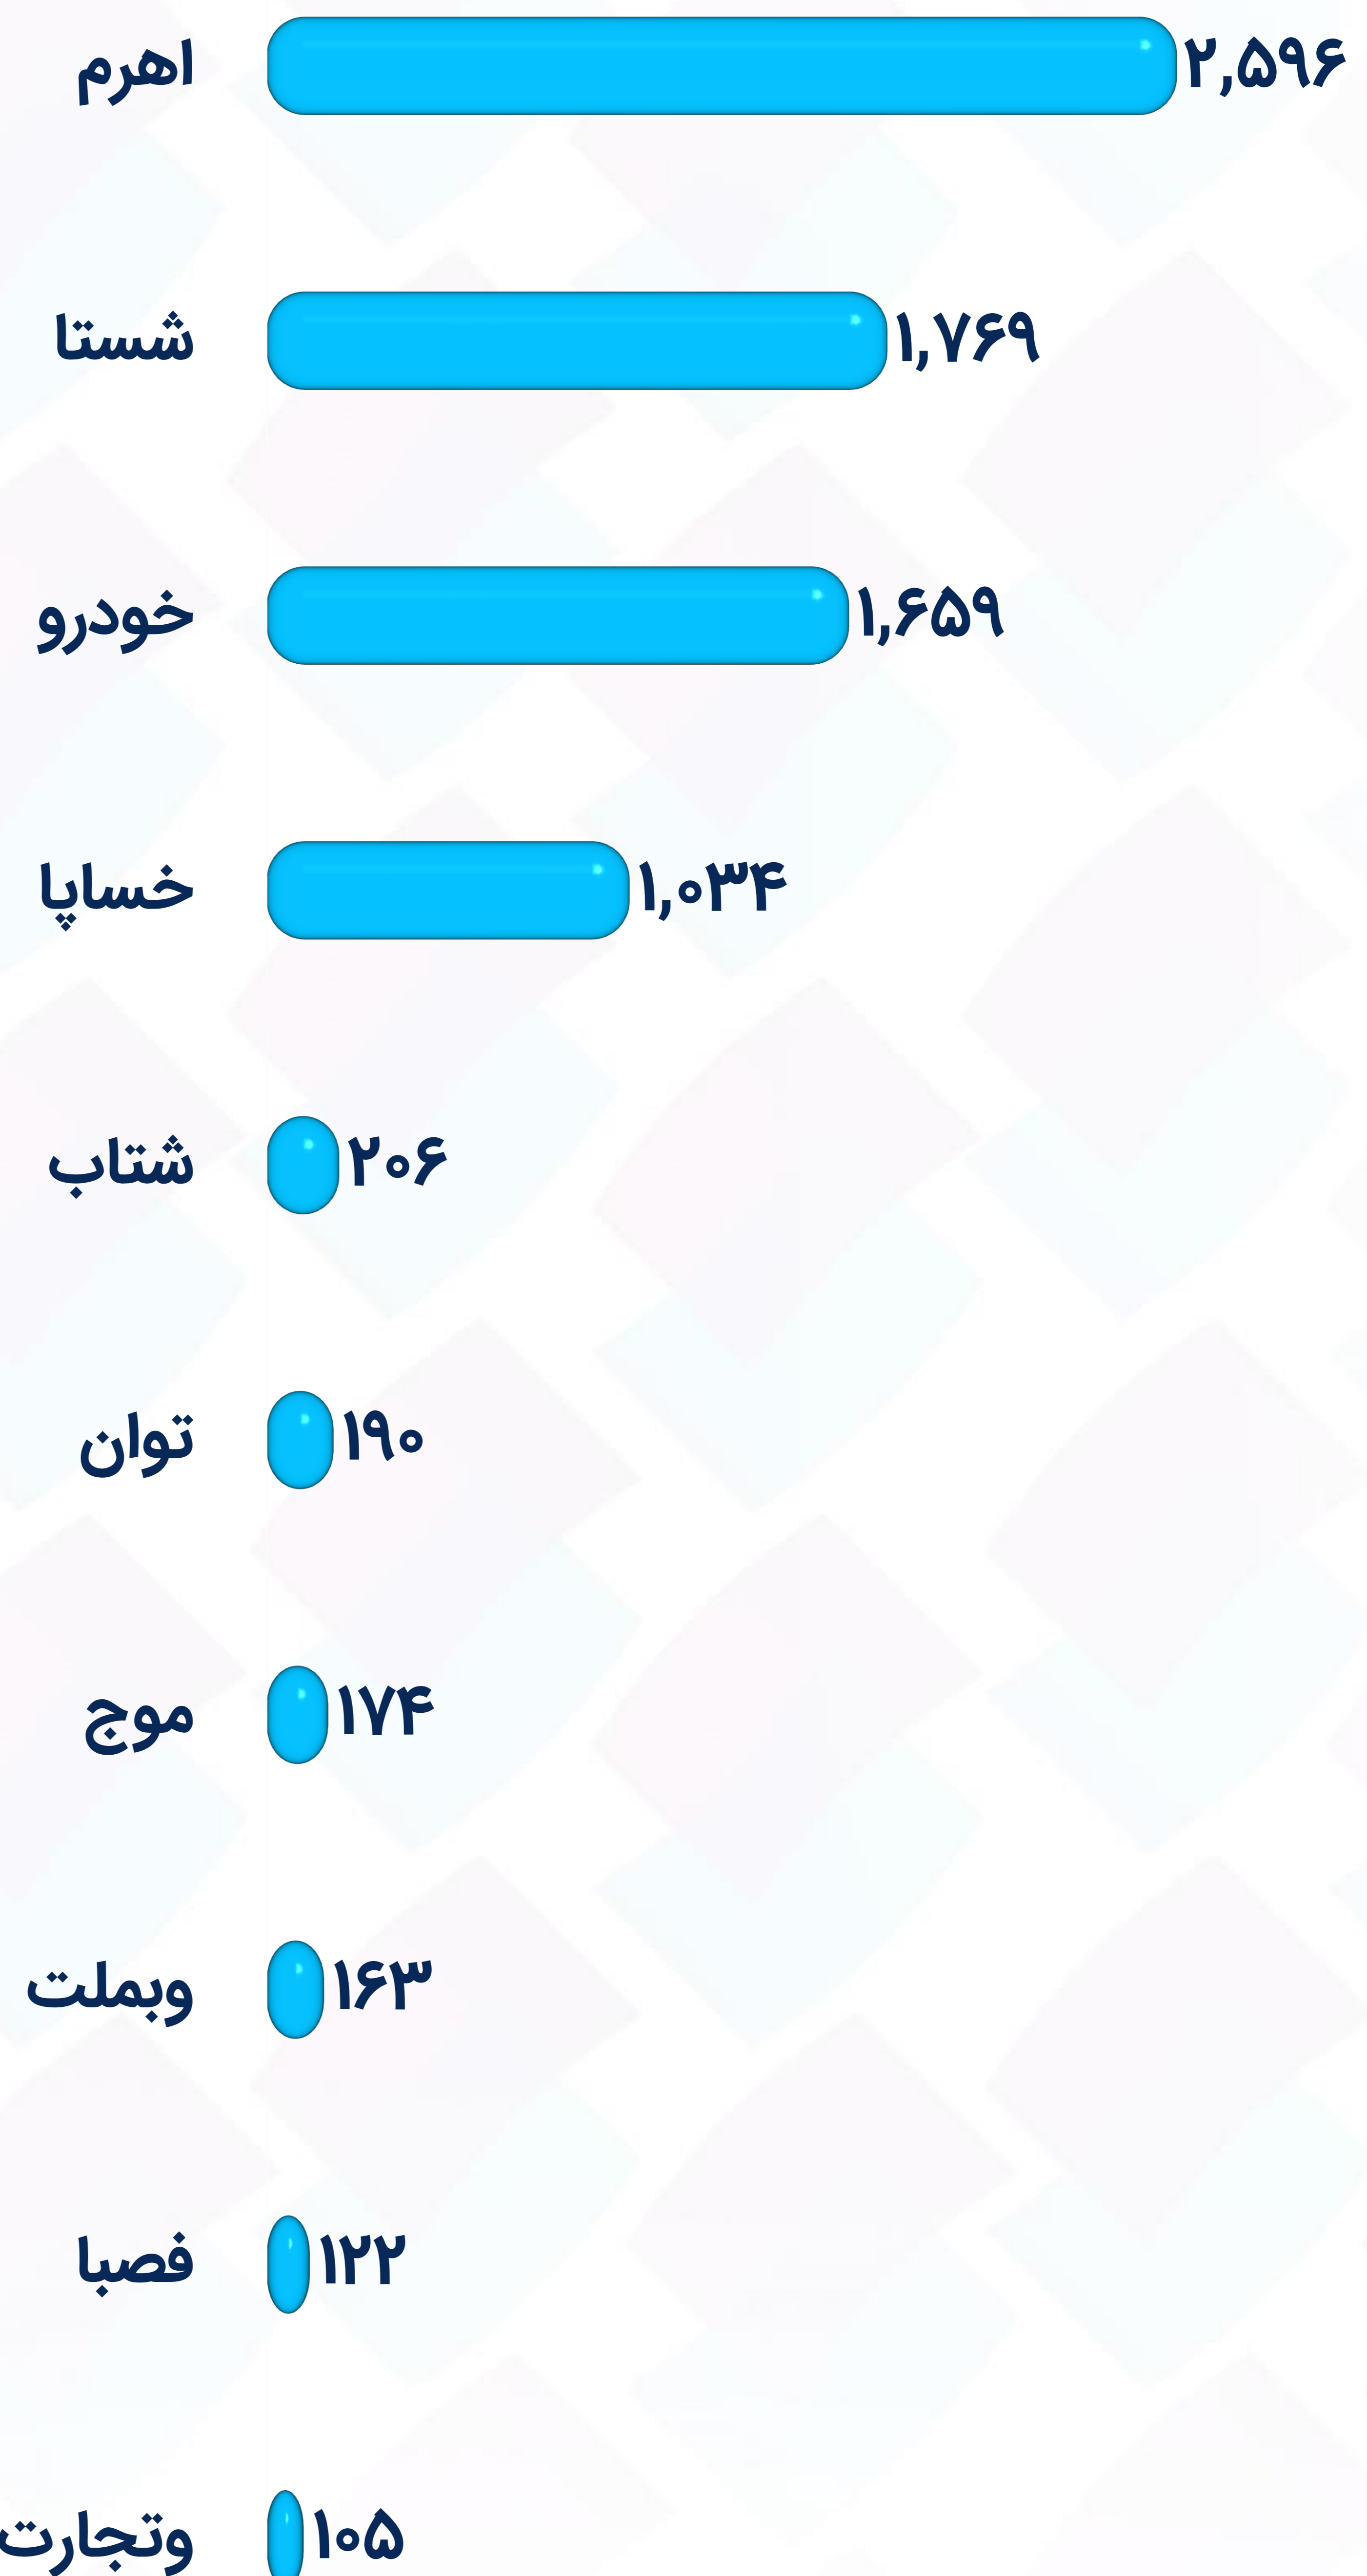 اهرم ۲,۵۹۶
شستا ۱,۷۶۹
خودرو ۱,۶۵۹
خساپا ۱,۰۳۴
شتاب ۲۰۶
توان ۱۹۰
موج ۱۷۴
وبملت ۱۶۳
فصبا ۱۲۲
وتجارت ۱۰۵